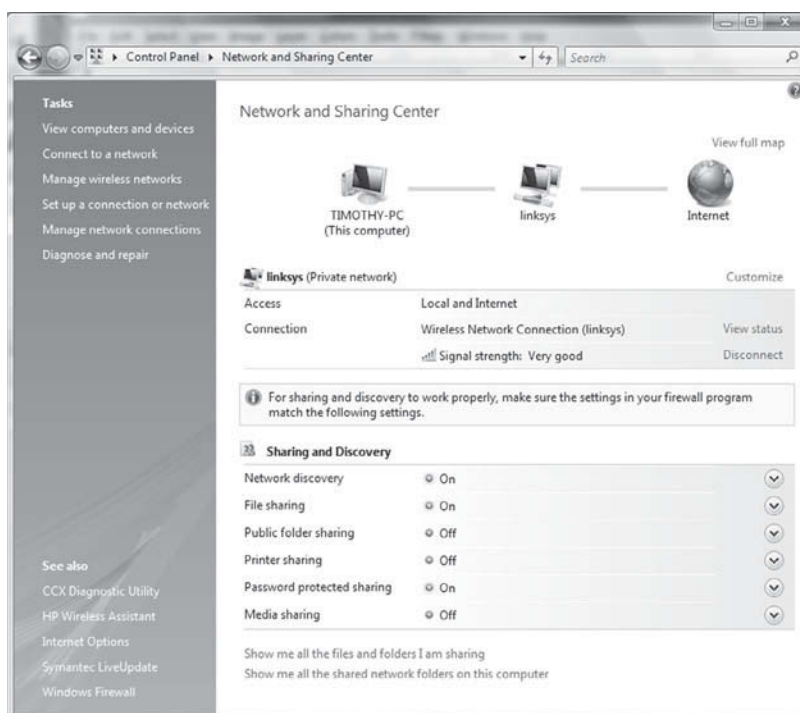 Control Panel ▸ Network and Sharing Center
Search
Tasks
View computers and devices
Connect to a network
Manage wireless networks
Set up a connection or network
Manage network connections
Diagnose and repair
See also
CCX Diagnostic Utility
HP Wireless Assistant
Internet Options
Symantec LiveUpdate
Windows Firewall
Network and Sharing Center
View full map
TIMOTHY-PC
(This computer)
linksys
Internet
linksys (Private network) Customize
Access Local and Internet
Connection Wireless Network Connection (linksys) View status
Signal strength: Very good Disconnect
For sharing and discovery to work properly, make sure the settings in your firewall program
match the following settings.
Sharing and Discovery
Network discovery On
File sharing On
Public folder sharing Off
Printer sharing Off
Password protected sharing On
Media sharing Off
Show me all the files and folders I am sharing
Show me all the shared network folders on this computer